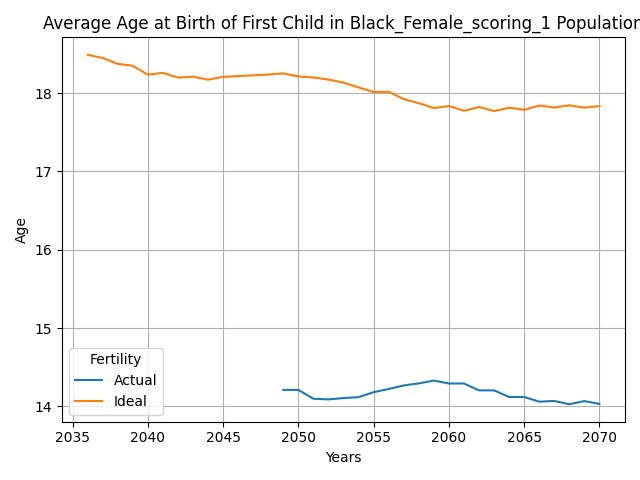 Average Age at Birth of First Child in Black_Female_scoring_1 Population
Age
18
17
16
15
14
Fertility
Actual
Ideal
2035 2040 2045 2050 2055 2060 2065 2070
Years